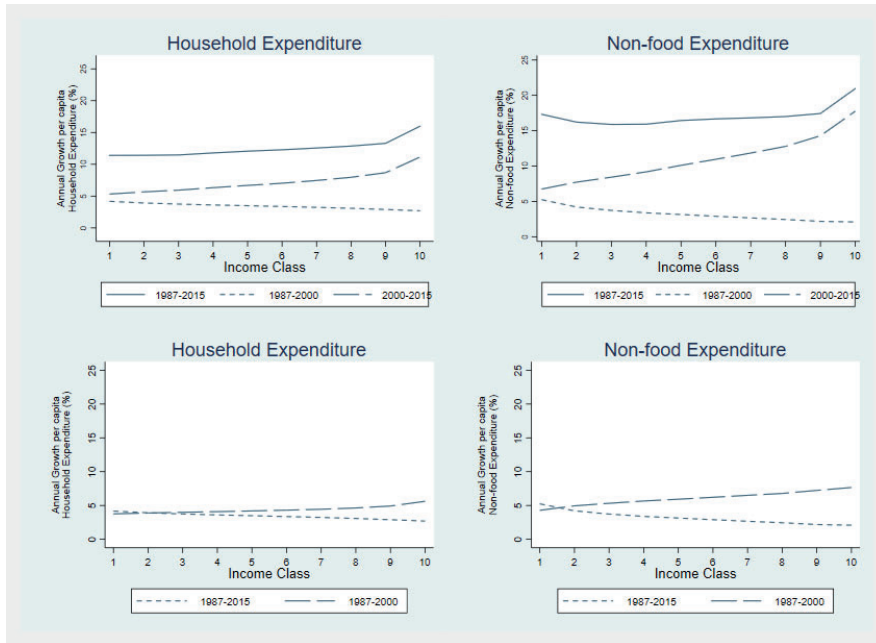 Household Expenditure
Annual Growth per capita
Household Expenditure (%)
25
20
15
10
5
0
1 2 3 4 5 6 7 8 9 10
Income Class
1987-2015 1987-2000 2000-2015
Non-food Expenditure
Annual Growth per capita
Non-food Expenditure (%)
25
20
15
10
5
0
1 2 3 4 5 6 7 8 9 10
Income Class
1987-2015 1987-2000 2000-2015
Household Expenditure
Annual Growth per capita
Household Expenditure (%)
25
20
15
10
5
0
1 2 3 4 5 6 7 8 9 10
Income Class
1987-2015 1987-2000
Non-food Expenditure
Annual Growth per capita
Non-food Expenditure (%)
25
20
15
10
5
0
1 2 3 4 5 6 7 8 9 10
Income Class
1987-2015 1987-2000